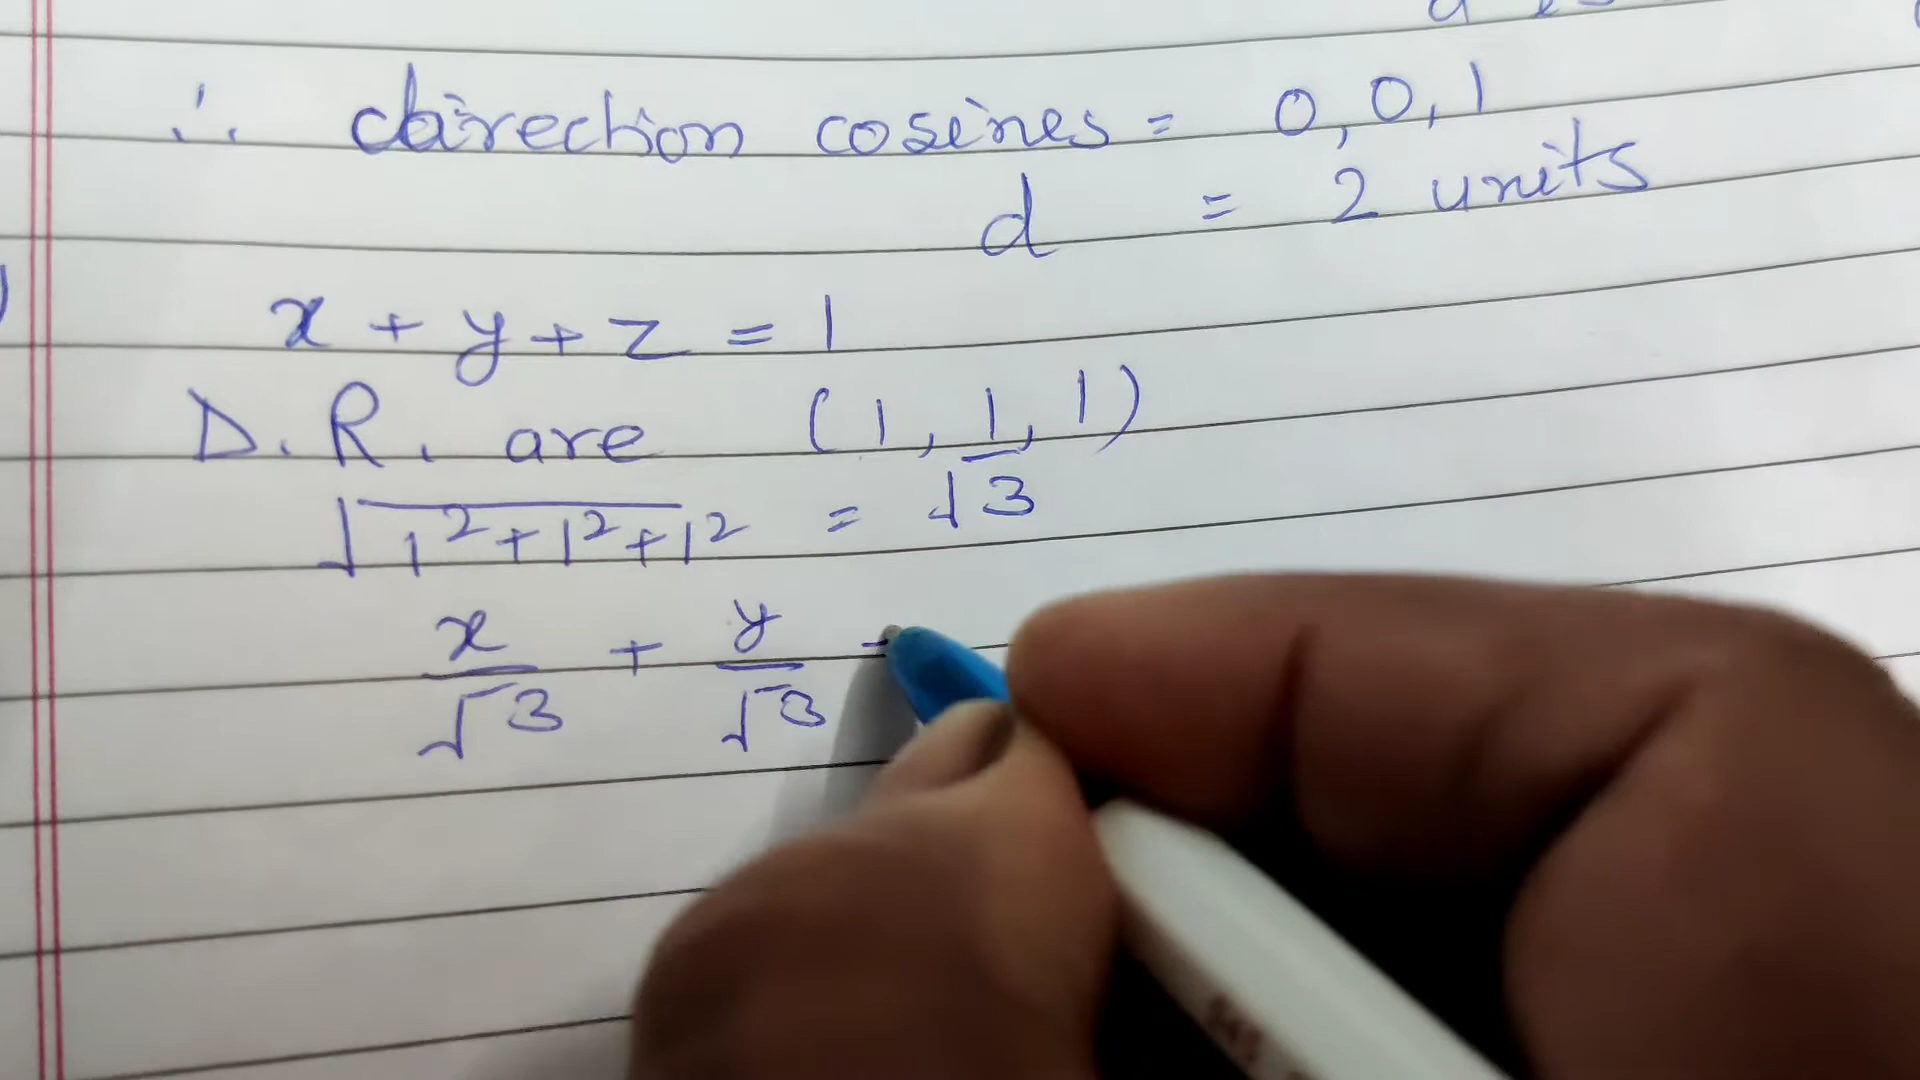 ∴ direction cosines = 0, 0, 1
d = 2 units
)
x + y + z = 1
D.R. are (1, 1, 1)
√1²+1²+1² = √3
x/√3 + y/√3 -